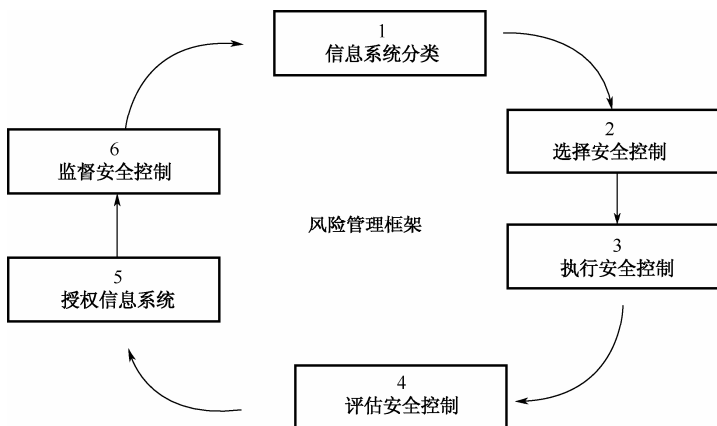 1
信息系统分类
2
选择安全控制
3
执行安全控制
4
评估安全控制
5
授权信息系统
6
监督安全控制
风险管理框架